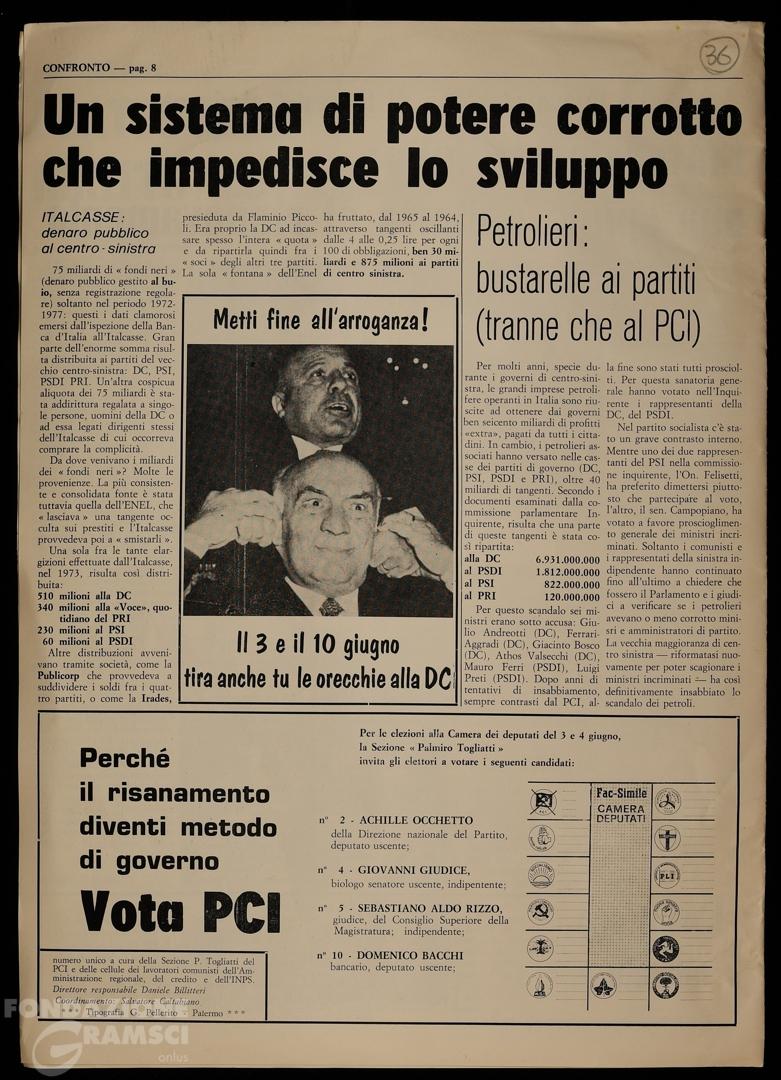 CONFRONTO — pag. 8
36
Un sistema di potere corrotto
che impedisce lo sviluppo
ITALCASSE:
denaro pubblico
al centro-sinistra
75 miliardi di « fondi neri »
(denaro pubblico gestito al bu-
io, senza registrazione regola-
re) soltanto nel periodo 1972-
1977: questi i dati clamorosi
emersi dall'ispezione della Ban-
ca d'Italia all'Italcasse. Gran
parte dell'enorme somma risul-
ta distribuita ai partiti del vec-
chio centro-sinistra: DC, PSI,
PSDI PRI. Un'altra cospicua
aliquota dei 75 miliardi è sta-
ta addirittura regalata a singo-
le persone, uomini della DC o
ad essa legati dirigenti stessi
dell'Italcasse di cui occorreva
comprare la complicità.
Da dove venivano i miliardi
dei « fondi neri »? Molte le
provenienze. La più consisten-
te e consolidata fonte è stata
tuttavia quella dell'ENEL, che
« lasciava » una tangente oc-
culta sui prestiti e l'Italcasse
provvedeva poi a « smistarli ».
Una sola fra le tante elar-
gizioni effettuate dall'Italcasse,
nel 1973, risulta così distri-
buita:
510 milioni alla DC
340 milioni alla «Voce», quo-
tidiano del PRI
230 milioni al PSI
60 milioni al PSDI
Altre distribuzioni avveni-
vano tramite società, come la
Publicorp che provvedeva a
suddividere i soldi fra i quat-
tro partiti, o come la Irades,
presieduta da Flaminio Picco-
li. Era proprio la DC ad incas-
sare spesso l'intera « quota »
e da ripartirla quindi fra i
« soci » degli altri tre partiti.
La sola « fontana » dell'Enel
ha fruttato, dal 1965 al 1964,
attraverso tangenti oscillanti
dalle 4 alle 0,25 lire per ogni
100 di obbligazioni, ben 30 mi-
liardi e 875 milioni ai partiti
di centro sinistra.
Metti fine all'arroganza!
Il 3 e il 10 giugno
tira anche tu le orecchie alla DC
Petrolieri:
bustarelle ai partiti
(tranne che al PCI)
Per molti anni, specie du-
rante i governi di centro-sini-
stra, le grandi imprese petroli-
fere operanti in Italia sono riu-
scite ad ottenere dai governi
ben seicento miliardi di profitti
«extra», pagati da tutti i citta-
dini. In cambio, i petrolieri as-
sociati hanno versato nelle cas-
se dei partiti di governo (DC,
PSI, PSDI e PRI), oltre 40
miliardi di tangenti. Secondo i
documenti esaminati dalla co-
mmissione parlamentare In-
quirente, risulta che una parte
di queste tangenti è stata co-
sì ripartita:
alla DC 6.931.000.000
al PSDI 1.812.000.000
al PSI 822.000.000
al PRI 120.000.000
Per questo scandalo sei mi-
nistri erano sotto accusa: Giu-
lio Andreotti (DC), Ferrari-
Aggradi (DC), Giacinto Bosco
(DC), Athos Valsecchi (DC),
Mauro Ferri (PSDI), Luigi
Preti (PSDI). Dopo anni di
tentativi di insabbiamento,
sempre contrasti dal PCI, al-
la fine sono stati tutti prosciol-
ti. Per questa sanatoria gene-
rale hanno votato nell'Inqui-
rente i rappresentanti della
DC, del PSDI.
Nel partito socialista c'è sta-
to un grave contrasto interno.
Mentre uno dei due rappresen-
tanti del PSI nella commissio-
ne inquirente, l'On. Felisetti,
ha preferito dimettersi piutto-
sto che partecipare al voto,
l'altro, il sen. Campopiano, ha
votato a favore proscioglimen-
to generale dei ministri incri-
minati. Soltanto i comunisti e
i rappresentanti della sinistra in-
dipendente hanno continuato
fino all'ultimo a chiedere che
fossero il Parlamento e i giudi-
ci a verificare se i petrolieri
avevano o meno corrotto mini-
stri e amministratori di partito.
La vecchia maggioranza di cen-
tro sinistra — riformatasi nuo-
vamente per poter scagionare i
ministri incriminati — ha così
definitivamente insabbiato lo
scandalo dei petroli.
Perché
il risanamento
diventi metodo
di governo
Vota PCI
Per le elezioni alla Camera dei deputati del 3 e 4 giugno,
la Sezione « Palmiro Togliatti »
invita gli elettori a votare i seguenti candidati:
n° 2 - ACHILLE OCCHETTO
della Direzione nazionale del Partito,
deputato uscente;
n° 4 - GIOVANNI GIUDICE,
biologo senatore uscente, indipentente;
n° 5 - SEBASTIANO ALDO RIZZO,
giudice, del Consiglio Superiore della
Magistratura; indipendente;
n° 10 - DOMENICO BACCHI
bancario, deputato uscente;
Fac-Simile
CAMERA
DEPUTATI
PLI
numero unico a cura della Sezione P. Togliatti del
PCI e delle cellule dei lavoratori comunisti dell'Am-
ministrazione regionale, del credito e dell'INPS.
Direttore responsabile Daniele Billitteri
Coordinamento: Salvatore Caltabiano
Tipografia G. Pellerito - Palermo ***
FONDAZIONE
GRAMSCI
onlus